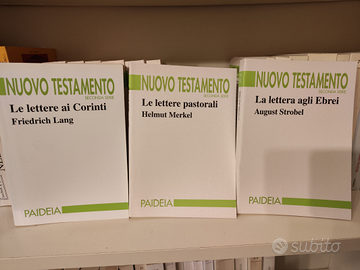 NUOVO TESTAMENTO
SECONDA SERIE
Le lettere ai Corinti
Friedrich Lang
PAIDEIA
NUOVO TESTAMENTO
SECONDA SERIE
Le lettere pastorali
Helmut Merkel
PAIDEIA
NUOVO TESTAMENTO
SECONDA SERIE
La lettera agli Ebrei
August Strobel
PAIDEIA
subito